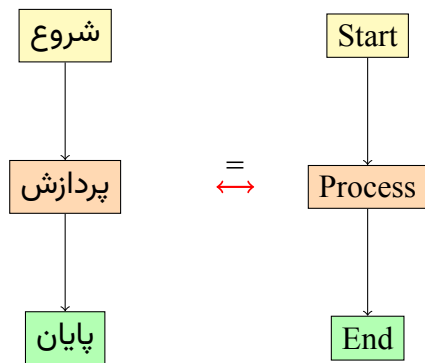 شروع
پردازش
پایان
=
Start
Process
End